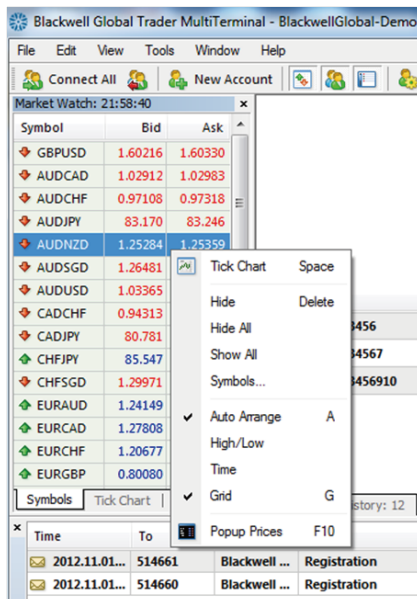 Blackwell Global Trader MultiTerminal - BlackwellGlobal-Demo
File Edit View Tools Window Help
Connect All New Account
Market Watch: 21:58:40
Symbol Bid Ask
GBPUSD 1.60216 1.60330
AUDCAD 1.02912 1.02983
AUDCHF 0.97108 0.97318
AUDJPY 83.170 83.246
AUDNZD 1.25284 1.25359
AUDSGD 1.26481
AUDUSD 1.03365
CADCHF 0.94313
CADJPY 80.781
CHFJPY 85.547
CHFSGD 1.29971
EURAUD 1.24149
EURCAD 1.27808
EURCHF 1.20677
EURGBP 0.80080
Tick Chart Space
Hide Delete
Hide All
Show All
Symbols...
Auto Arrange A
High/Low
Time
Grid G
Popup Prices F10
3456
34567
3456910
Symbols Tick Chart
istory: 12
Time To
2012.11.01... 514661 Blackwell ... Registration
2012.11.01... 514660 Blackwell ... Registration